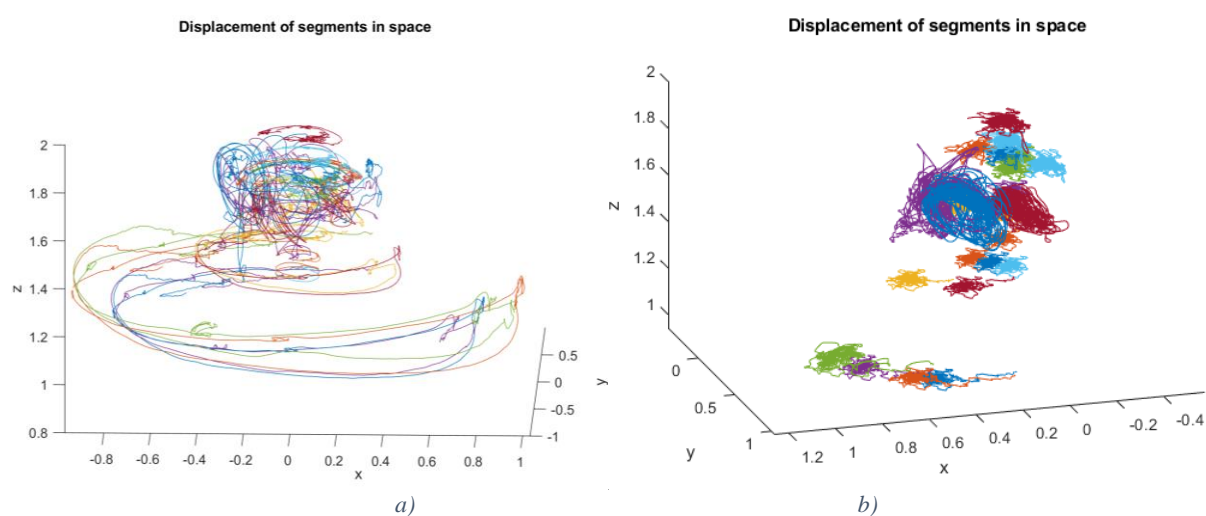 Displacement of segments in space
2
1.8
1.6
z
1.4
1.2
1
0.8
-0.8 -0.6 -0.4 -0.2 0 0.2 0.4 0.6 0.8 1
x
0.5
0
y
-0.5
-1
a)
Displacement of segments in space
2
1.8
1.6
z
1.4
1.2
1
0
0.5
y
1
1.2 1 0.8 0.6 0.4 0.2 0 -0.2 -0.4
x
b)